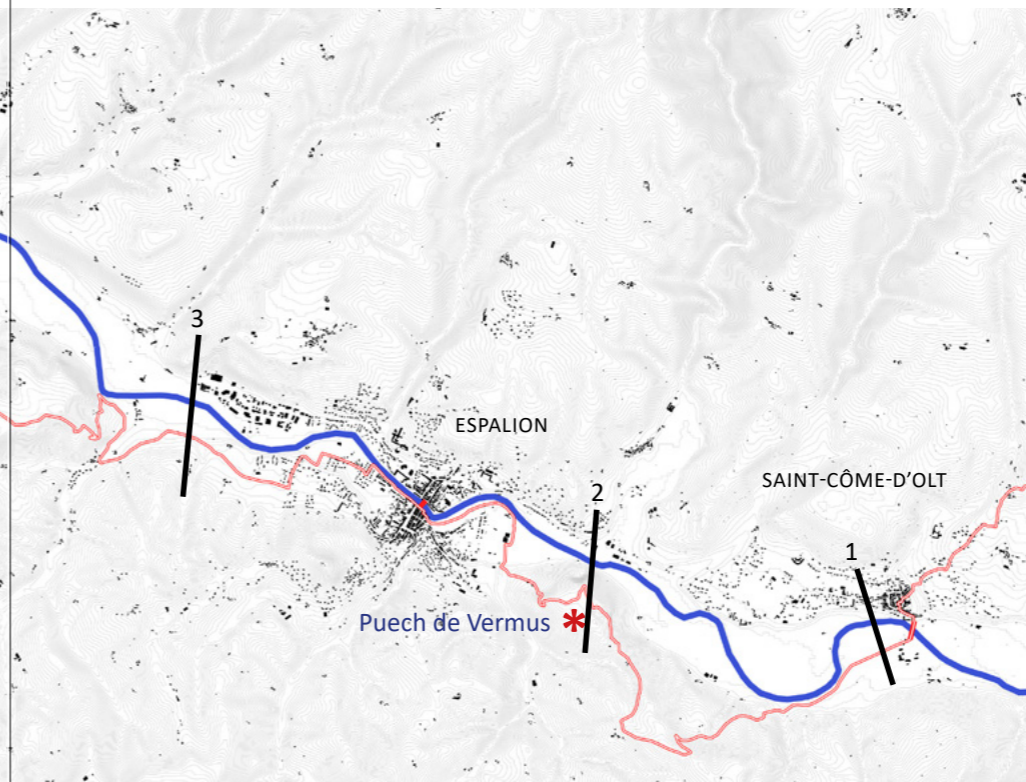 3
ESPALION
SAINT-CÔME-D'OLT
2
1
Puech de Vermus *